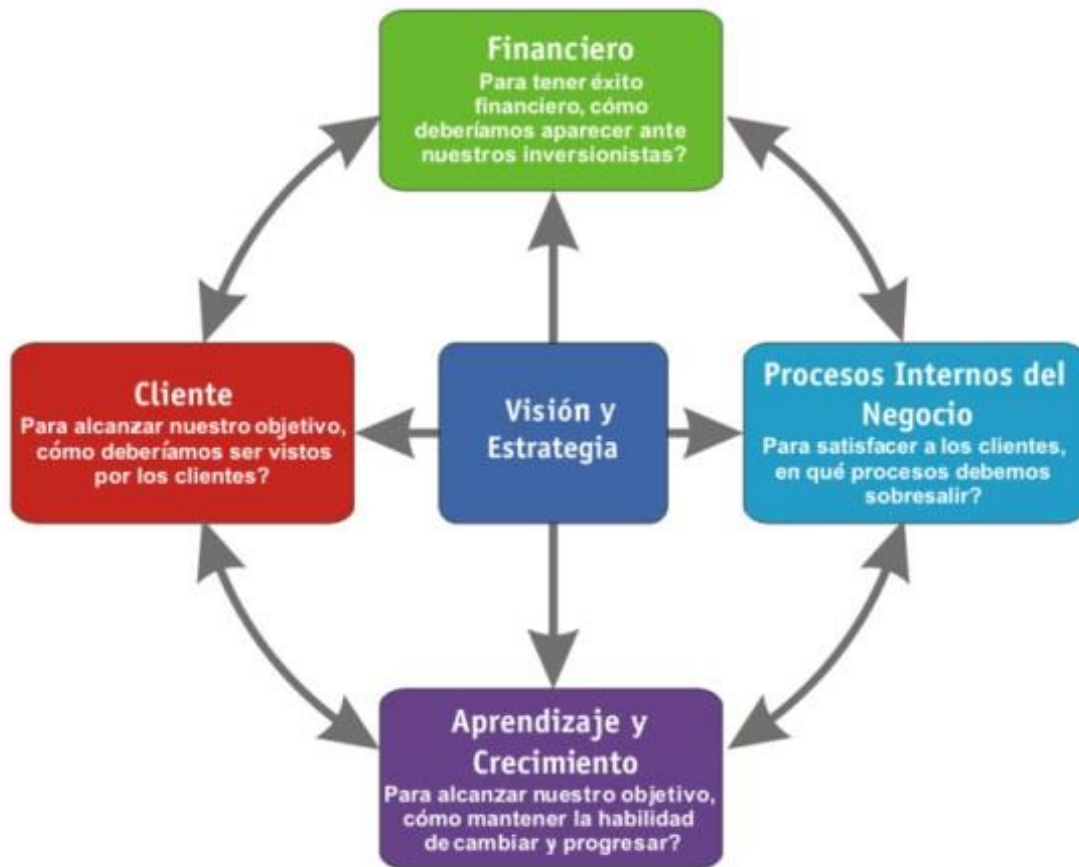 Financiero
Para tener éxito
financiero, cómo
deberíamos aparecer ante
nuestros inversionistas?
Cliente
Para alcanzar nuestro objetivo,
cómo deberíamos ser vistos
por los clientes?
Visión y
Estrategia
Procesos Internos del
Negocio
Para satisfacer a los clientes,
en qué procesos debemos
sobresalir?
Aprendizaje y
Crecimiento
Para alcanzar nuestro objetivo,
cómo mantener la habilidad
de cambiar y progresar?